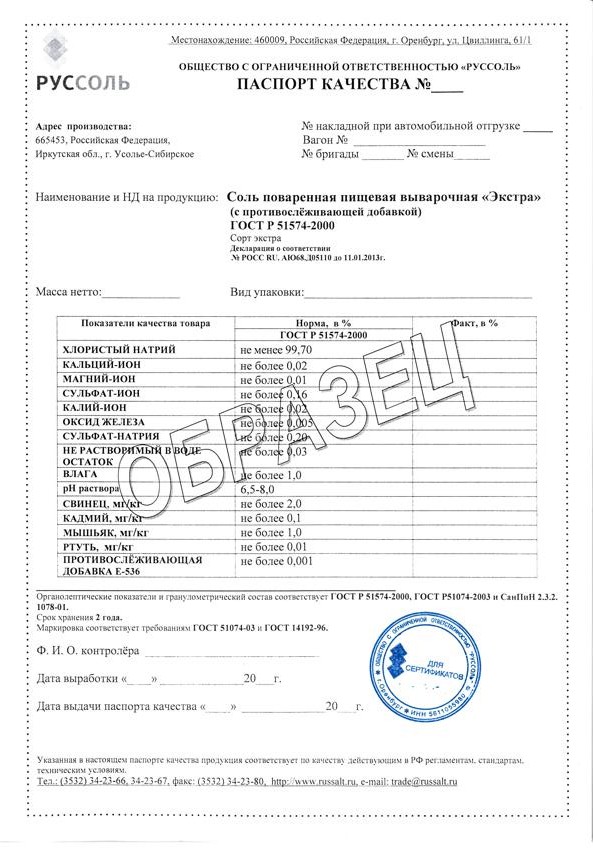 Местонахождение: 460009, Российская Федерация, г. Оренбург, ул. Цвиллинга, 61/1
РУССОЛЬ
ОБЩЕСТВО С ОГРАНИЧЕННОЙ ОТВЕТСТВЕННОСТЬЮ «РУССОЛЬ»
ПАСПОРТ КАЧЕСТВА №____
Адрес производства:
665453, Российская Федерация,
Иркутская обл., г. Усолье-Сибирское
№ накладной при автомобильной отгрузке _____
Вагон № ____________________
№ бригады _______ № смены______
Наименование и НД на продукцию: Соль поваренная пищевая выварочная «Экстра»
(с противослёживающей добавкой)
ГОСТ Р 51574-2000
Сорт экстра
Декларация о соответствии
№ РОСС RU. АЮ68.Д05110 до 11.01.2013г.
Масса нетто:_____________ Вид упаковки:_____________________________________
Показатели качества товара Норма, в % Факт, в %
ГОСТ Р 51574-2000
ХЛОРИСТЫЙ НАТРИЙ не менее 99,70
КАЛЬЦИЙ-ИОН не более 0,02
МАГНИЙ-ИОН не более 0,01
СУЛЬФАТ-ИОН не более 0,16
КАЛИЙ-ИОН не более 0,02
ОКСИД ЖЕЛЕЗА не более 0,005
СУЛЬФАТ-НАТРИЯ не более 0,20
НЕ РАСТВОРИМЫЙ В ВОДЕ не более 0,03
ОСТАТОК
ВЛАГА не более 1,0
pH раствора 6,5-8,0
СВИНЕЦ, мг/кг не более 2,0
КАДМИЙ, мг/кг не более 0,1
МЫШЬЯК, мг/кг не более 1,0
РТУТЬ, мг/кг не более 0,01
ПРОТИВОСЛЁЖИВАЮЩАЯ не более 0,001
ДОБАВКА Е-536
ОБРАЗЕЦ
Органолептические показатели и гранулометрический состав соответствует ГОСТ Р 51574-2000, ГОСТ Р51074-2003 и СанПиН 2.3.2.
1078-01.
Срок хранения 2 года.
Маркировка соответствует требованиям ГОСТ 51074-03 и ГОСТ 14192-96.
Ф. И. О. контролёра _____________________________
Дата выработки «____» _______________20___г.
Дата выдачи паспорта качества «____» ________________20 ___г.
ОБЩЕСТВО С ОГРАНИЧЕННОЙ ОТВЕТСТВЕННОСТЬЮ "РУССОЛЬ"
ДЛЯ
СЕРТИФИКАТОВ
г.Оренбург * ИНН 5611055980
Указанная в настоящем паспорте качества продукция соответствует по качеству действующим в РФ регламентам, стандартам,
техническим условиям.
Тел.: (3532) 34-23-66, 34-23-67, факс: (3532) 34-23-80, http://www.russalt.ru, e-mail: trade@russalt.ru